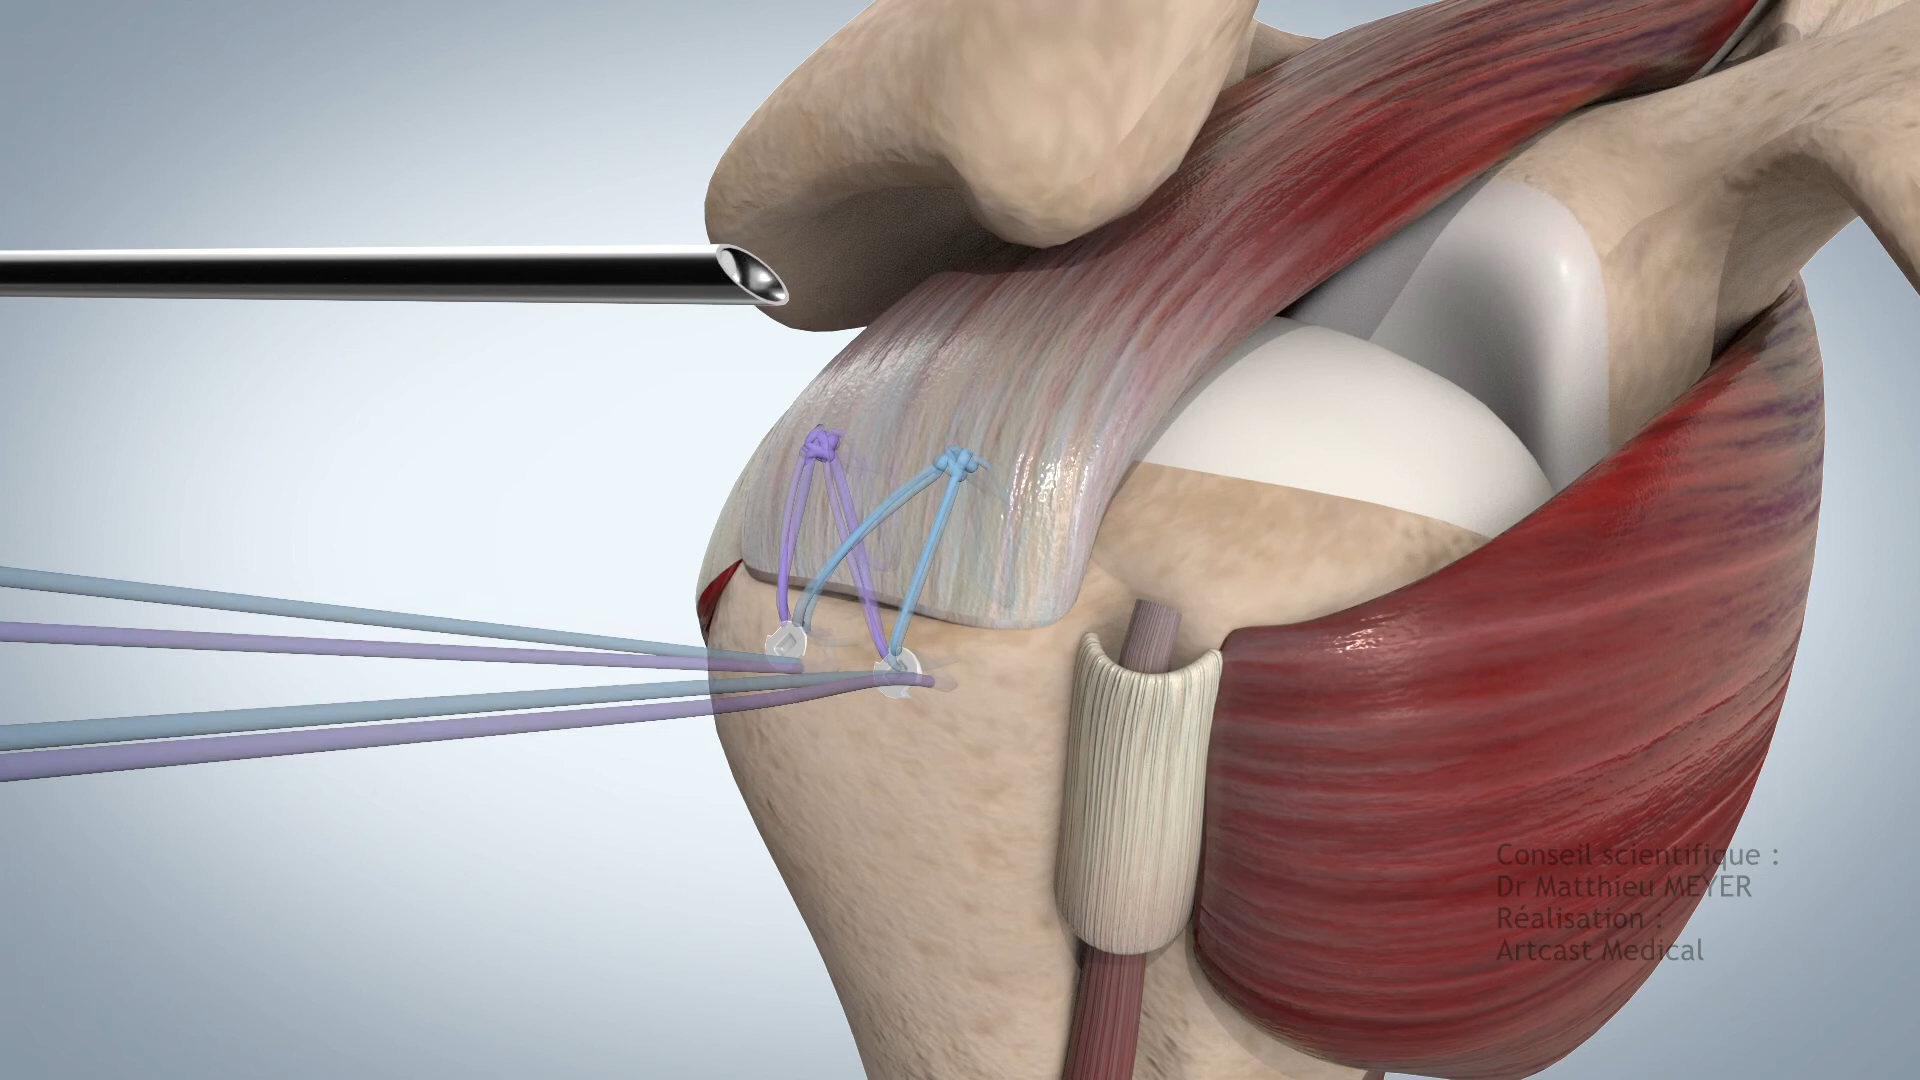 Conseil scientifique :
Dr Matthieu MEYER
Réalisation :
Artcast Medical